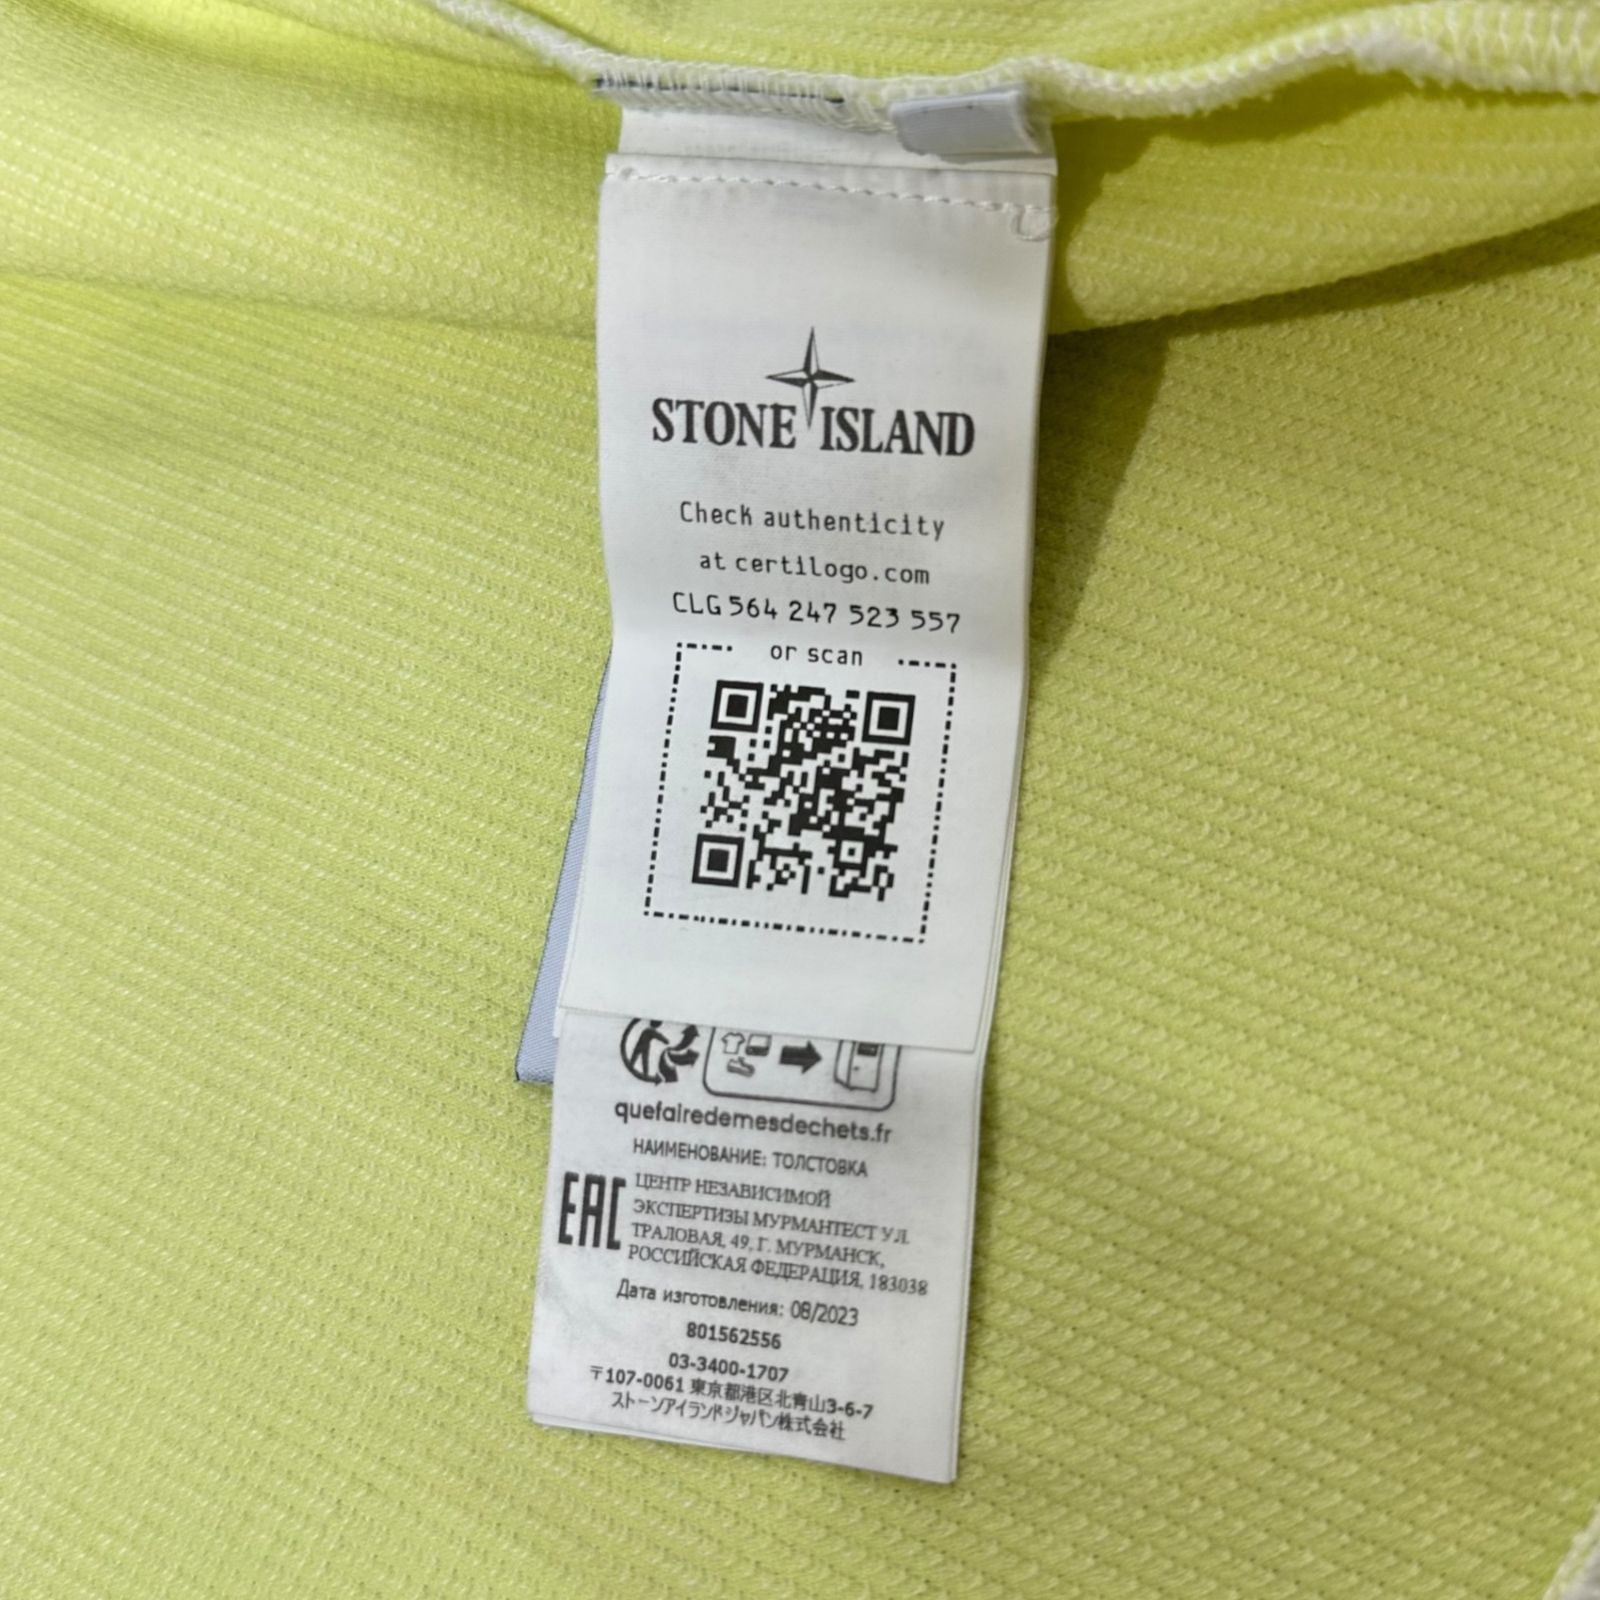 STONE ISLAND
Check authenticity
at certilogo.com
CLG 564 247 523 557
or scan
quefairedemesdechets.fr
НАИМЕНОВАНИЕ: ТОЛСТОВКА
EAC
ЦЕНТР НЕЗАВИСИМОЙ
ЭКСПЕРТИЗЫ МУРМАНТЕСТ УЛ.
ТРАЛОВАЯ, 49, Г. МУРМАНСК,
РОССИЙСКАЯ ФЕДЕРАЦИЯ, 183038
Дата изготовления: 08/2023
801562556
03-3400-1707
〒107-0061 東京都港区北青山3-6-7
ストーンアイランドジャパン株式会社